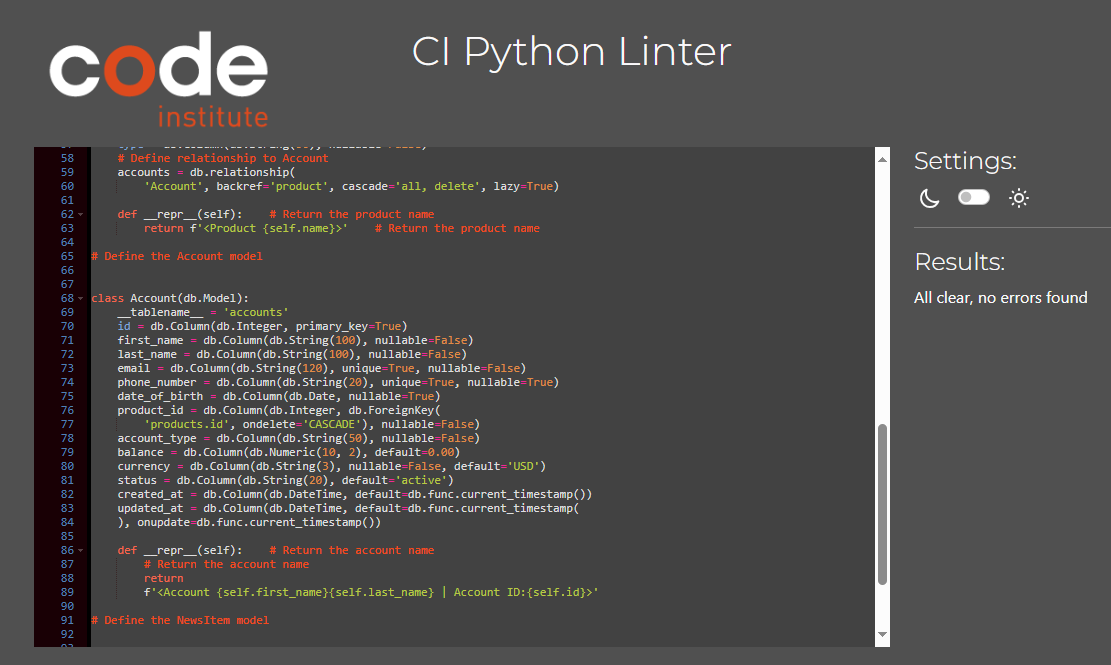 code
institute
CI Python Linter
58 # Define relationship to Account
59 accounts = db.relationship(
60 'Account', backref='product', cascade='all, delete', lazy=True)
61
62 def __repr__(self):    # Return the product name
63 return f'<Product {self.name}>'    # Return the product name
64
65 # Define the Account model
66
67
68 class Account(db.Model):
69 __tablename__ = 'accounts'
70 id = db.Column(db.Integer, primary_key=True)
71 first_name = db.Column(db.String(100), nullable=False)
72 last_name = db.Column(db.String(100), nullable=False)
73 email = db.Column(db.String(120), unique=True, nullable=False)
74 phone_number = db.Column(db.String(20), unique=True, nullable=True)
75 date_of_birth = db.Column(db.Date, nullable=True)
76 product_id = db.Column(db.Integer, db.ForeignKey(
77 'products.id', ondelete='CASCADE'), nullable=False)
78 account_type = db.Column(db.String(50), nullable=False)
79 balance = db.Column(db.Numeric(10, 2), default=0.00)
80 currency = db.Column(db.String(3), nullable=False, default='USD')
81 status = db.Column(db.String(20), default='active')
82 created_at = db.Column(db.DateTime, default=db.func.current_timestamp())
83 updated_at = db.Column(db.DateTime, default=db.func.current_timestamp(
84 ), onupdate=db.func.current_timestamp())
85
86 def __repr__(self):    # Return the account name
87 # Return the account name
88 return
89 f'<Account {self.first_name}{self.last_name} | Account ID:{self.id}>'
90
91 # Define the NewsItem model
92
Settings:
Results:
All clear, no errors found